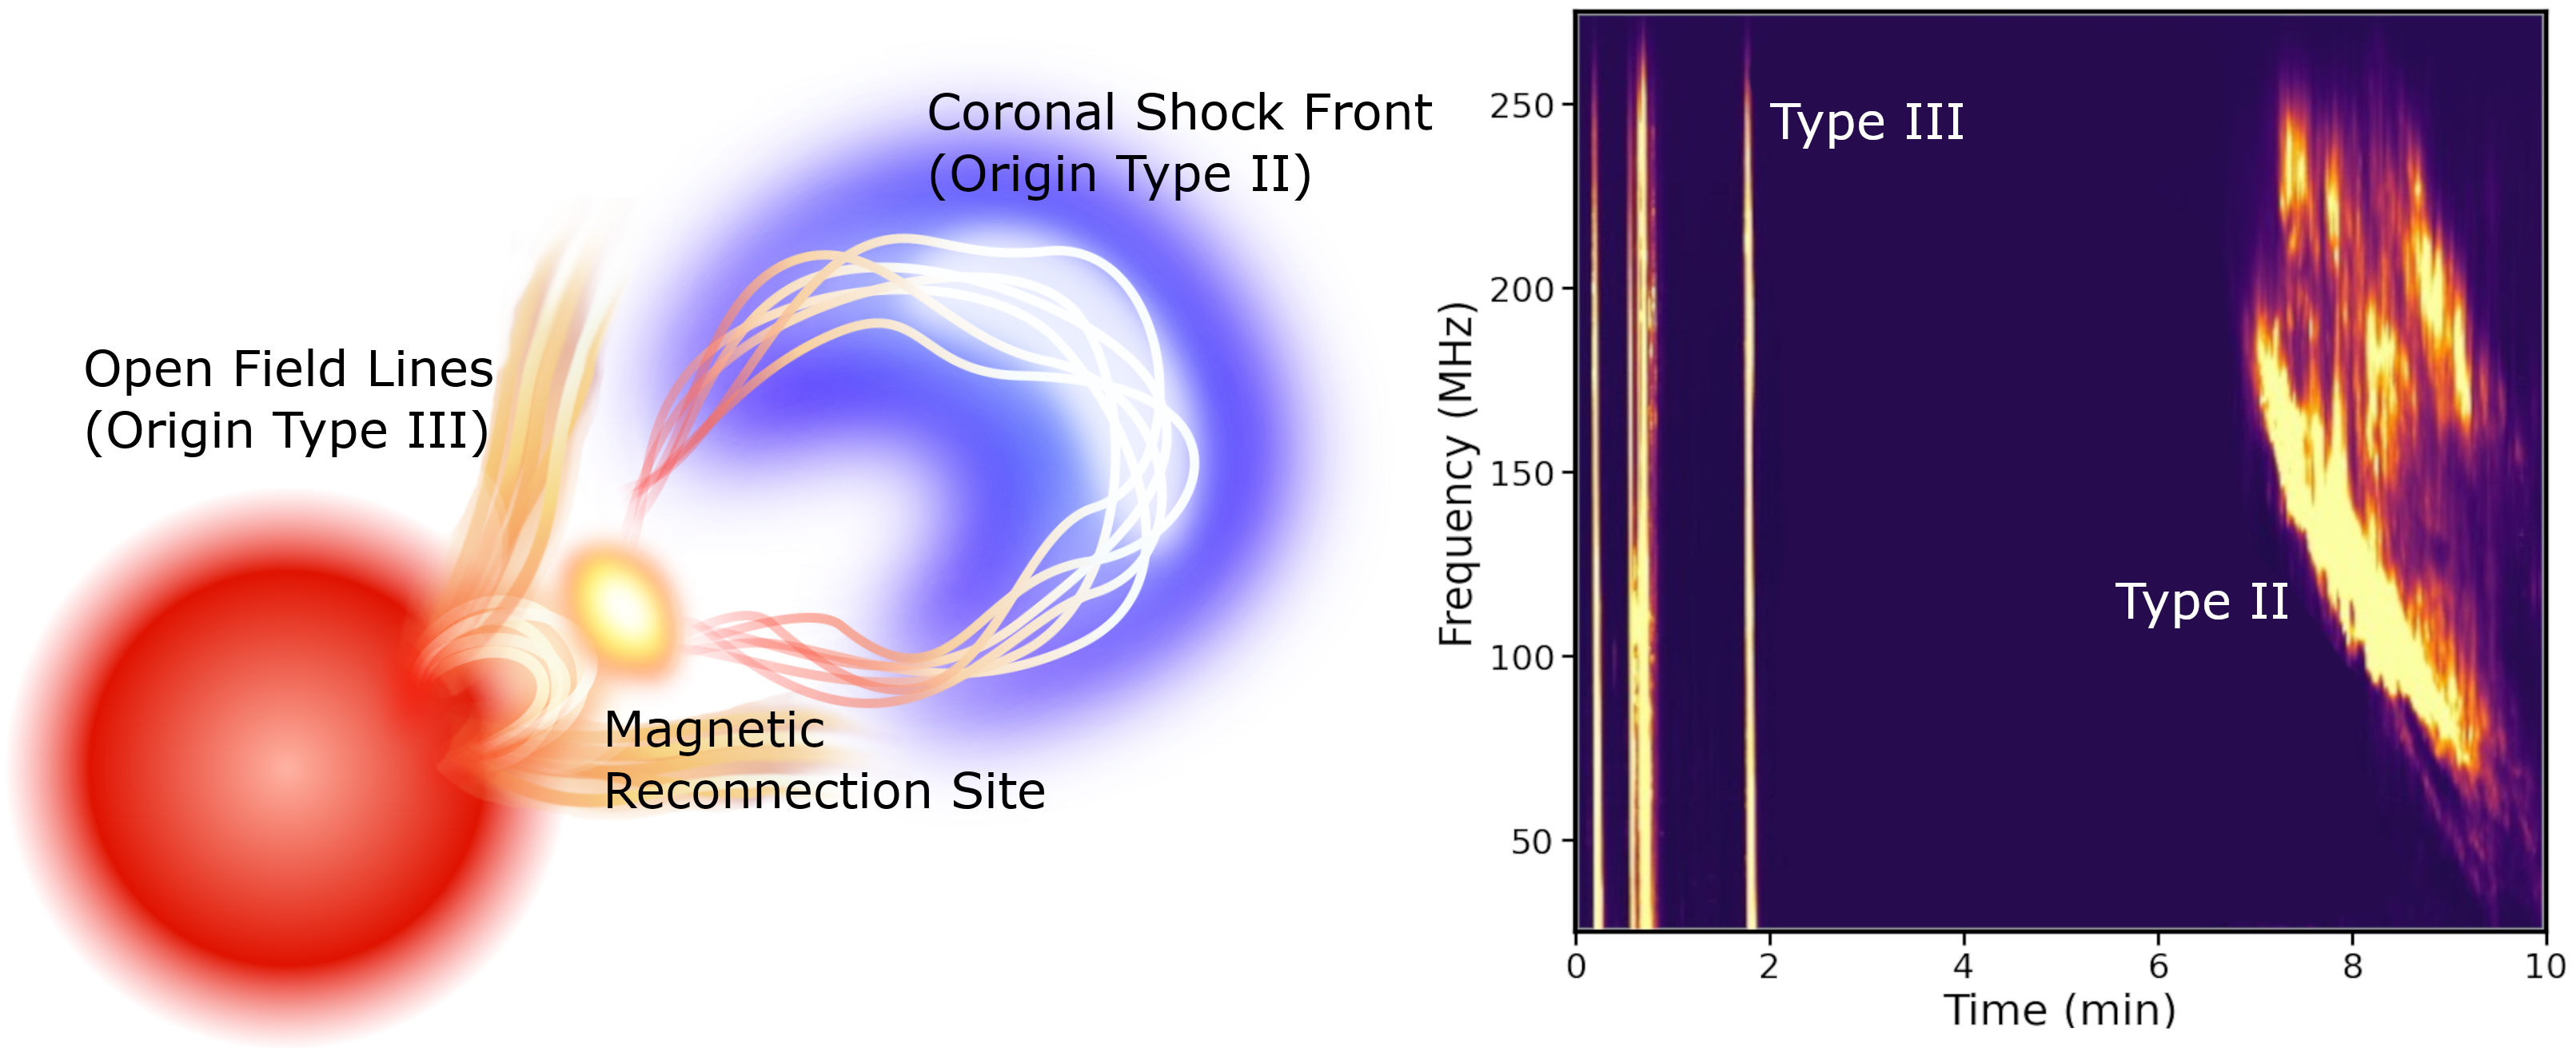 Coronal Shock Front
(Origin Type II)
Open Field Lines
(Origin Type III)
Magnetic
Reconnection Site
Frequency (MHz)
250
200
150
100
50
Type III
Type II
0 2 4 6 8 10
Time (min)